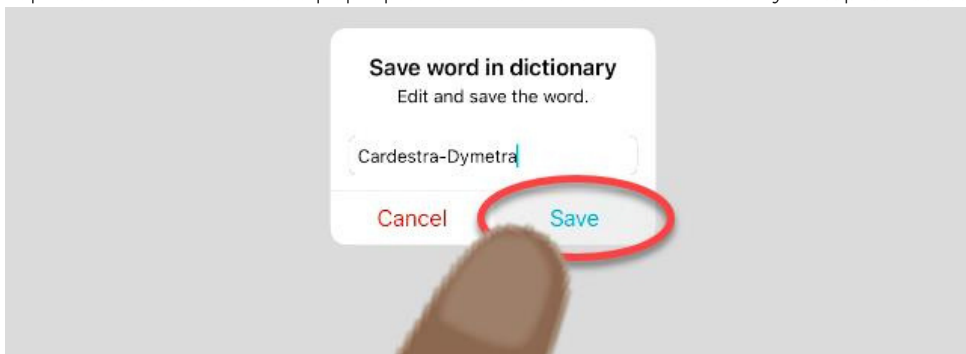 Save word in dictionary
Edit and save the word.
Cardestra-Dymetra
Cancel Save